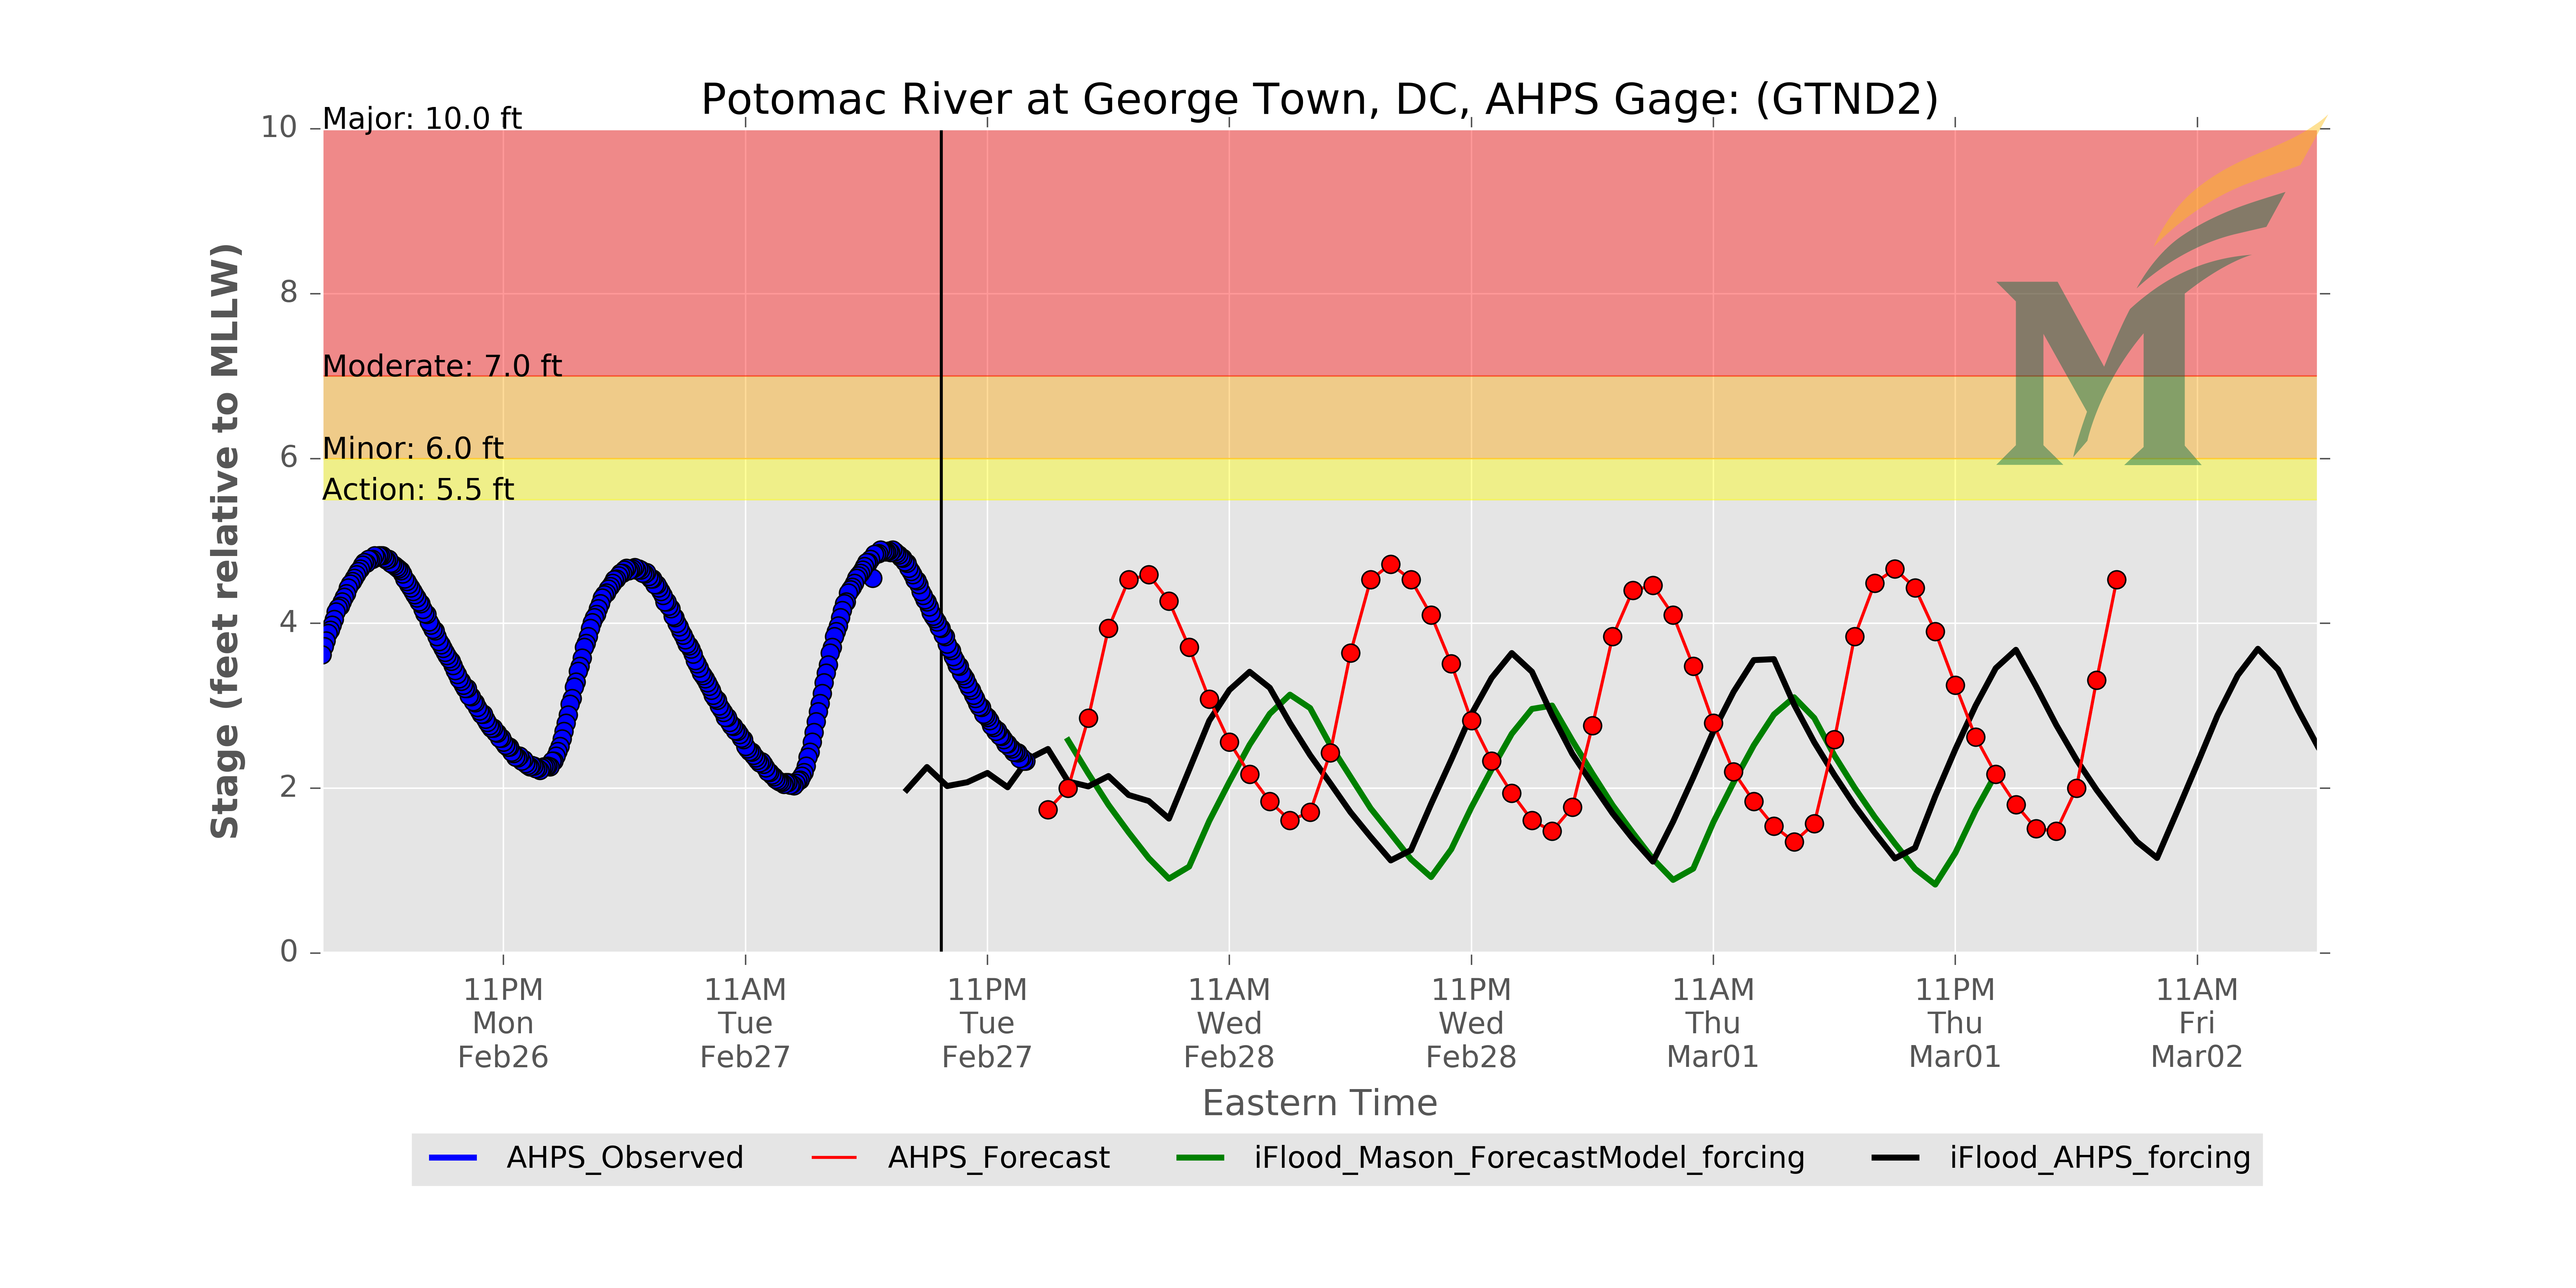 Potomac River at George Town, DC, AHPS Gage: (GTND2)
Major: 10.0 ft
Moderate: 7.0 ft
Minor: 6.0 ft
Action: 5.5 ft
Stage (feet relative to MLLW)
10
8
6
4
2
0
11PM Mon Feb26
11AM Tue Feb27
11PM Tue Feb27
11AM Wed Feb28
11PM Wed Feb28
11AM Thu Mar01
11PM Thu Mar01
11AM Fri Mar02
Eastern Time
AHPS_Observed
AHPS_Forecast
iFlood_Mason_ForecastModel_forcing
iFlood_AHPS_forcing
M